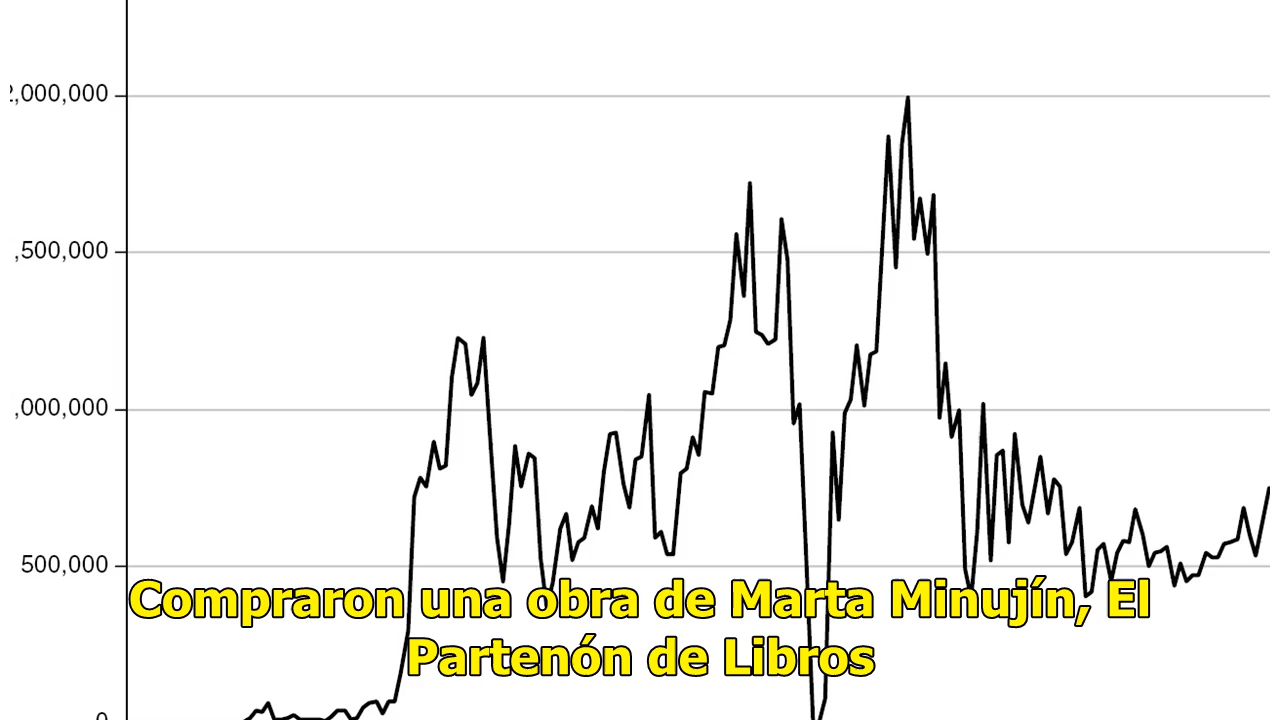 2,000,000
,500,000
,000,000
500,000
0
Compraron una obra de Marta Minujín, El
Partenón de Libros